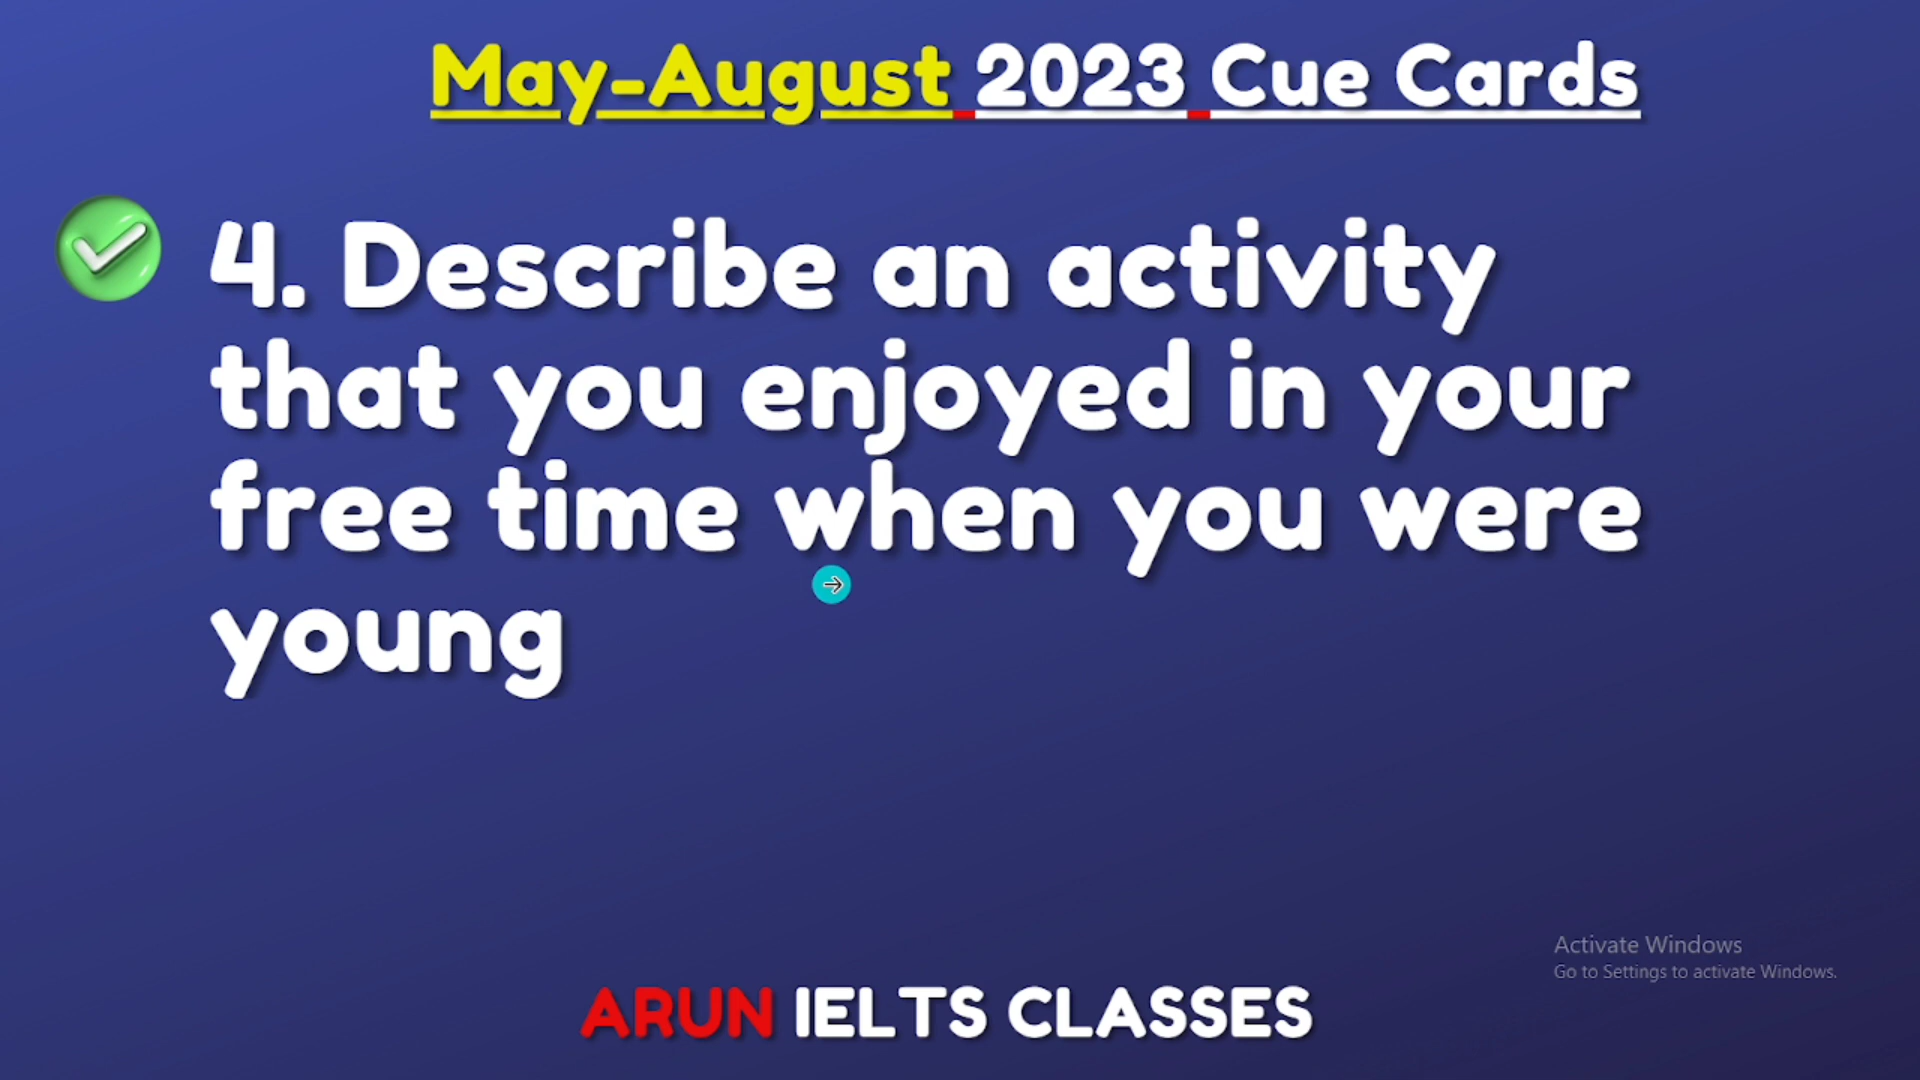 May-August 2023 Cue Cards
4. Describe an activity
that you enjoyed in your
free time when you were
young
Activate Windows
Go to Settings to activate Windows.
ARUN IELTS CLASSES